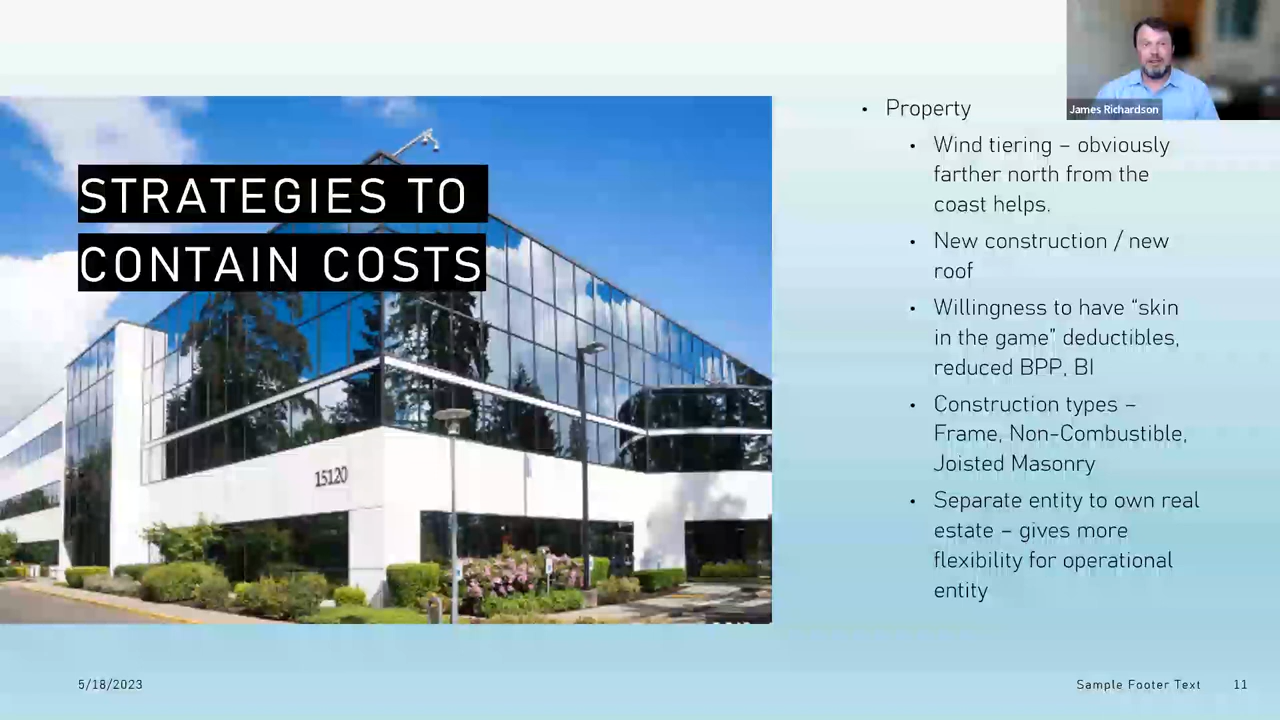 James Richardson
STRATEGIES TO
CONTAIN COSTS
15120
• Property
• Wind tiering – obviously
farther north from the
coast helps.
• New construction / new
roof
• Willingness to have “skin
in the game” deductibles,
reduced BPP, BI
• Construction types –
Frame, Non-Combustible,
Joisted Masonry
• Separate entity to own real
estate – gives more
flexibility for operational
entity
5/18/2023
Sample Footer Text
11